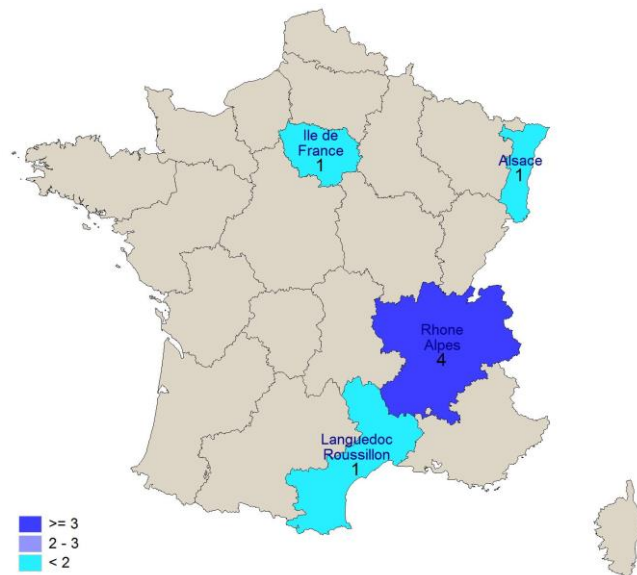 Ile de
France
1
Alsace
1
Rhone
Alpes
4
Languedoc
Roussillon
1
>= 3
2 - 3
< 2